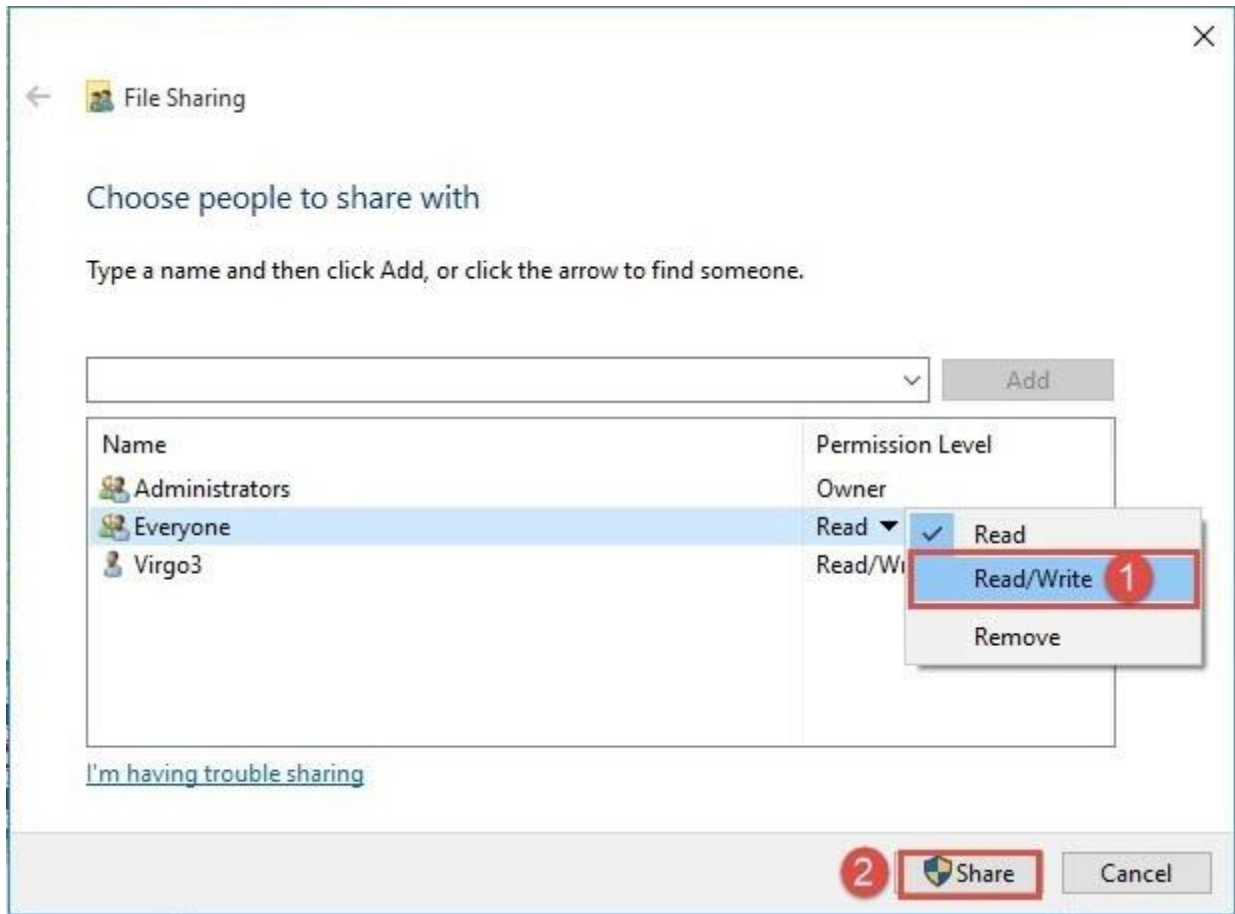 File Sharing
Choose people to share with
Type a name and then click Add, or click the arrow to find someone.
Add
Name Permission Level
Administrators Owner
Everyone Read
Read
Virgo3 Read/W
Read/Write 1
Remove
I'm having trouble sharing
2 Share Cancel